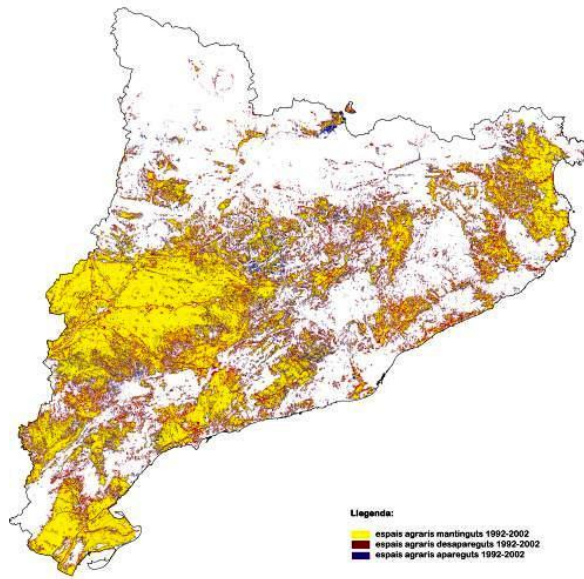 Llegenda:
espais agraris mantinguts 1992-2002
espais agraris desapareguts 1992-2002
espais agraris apareguts 1992-2002